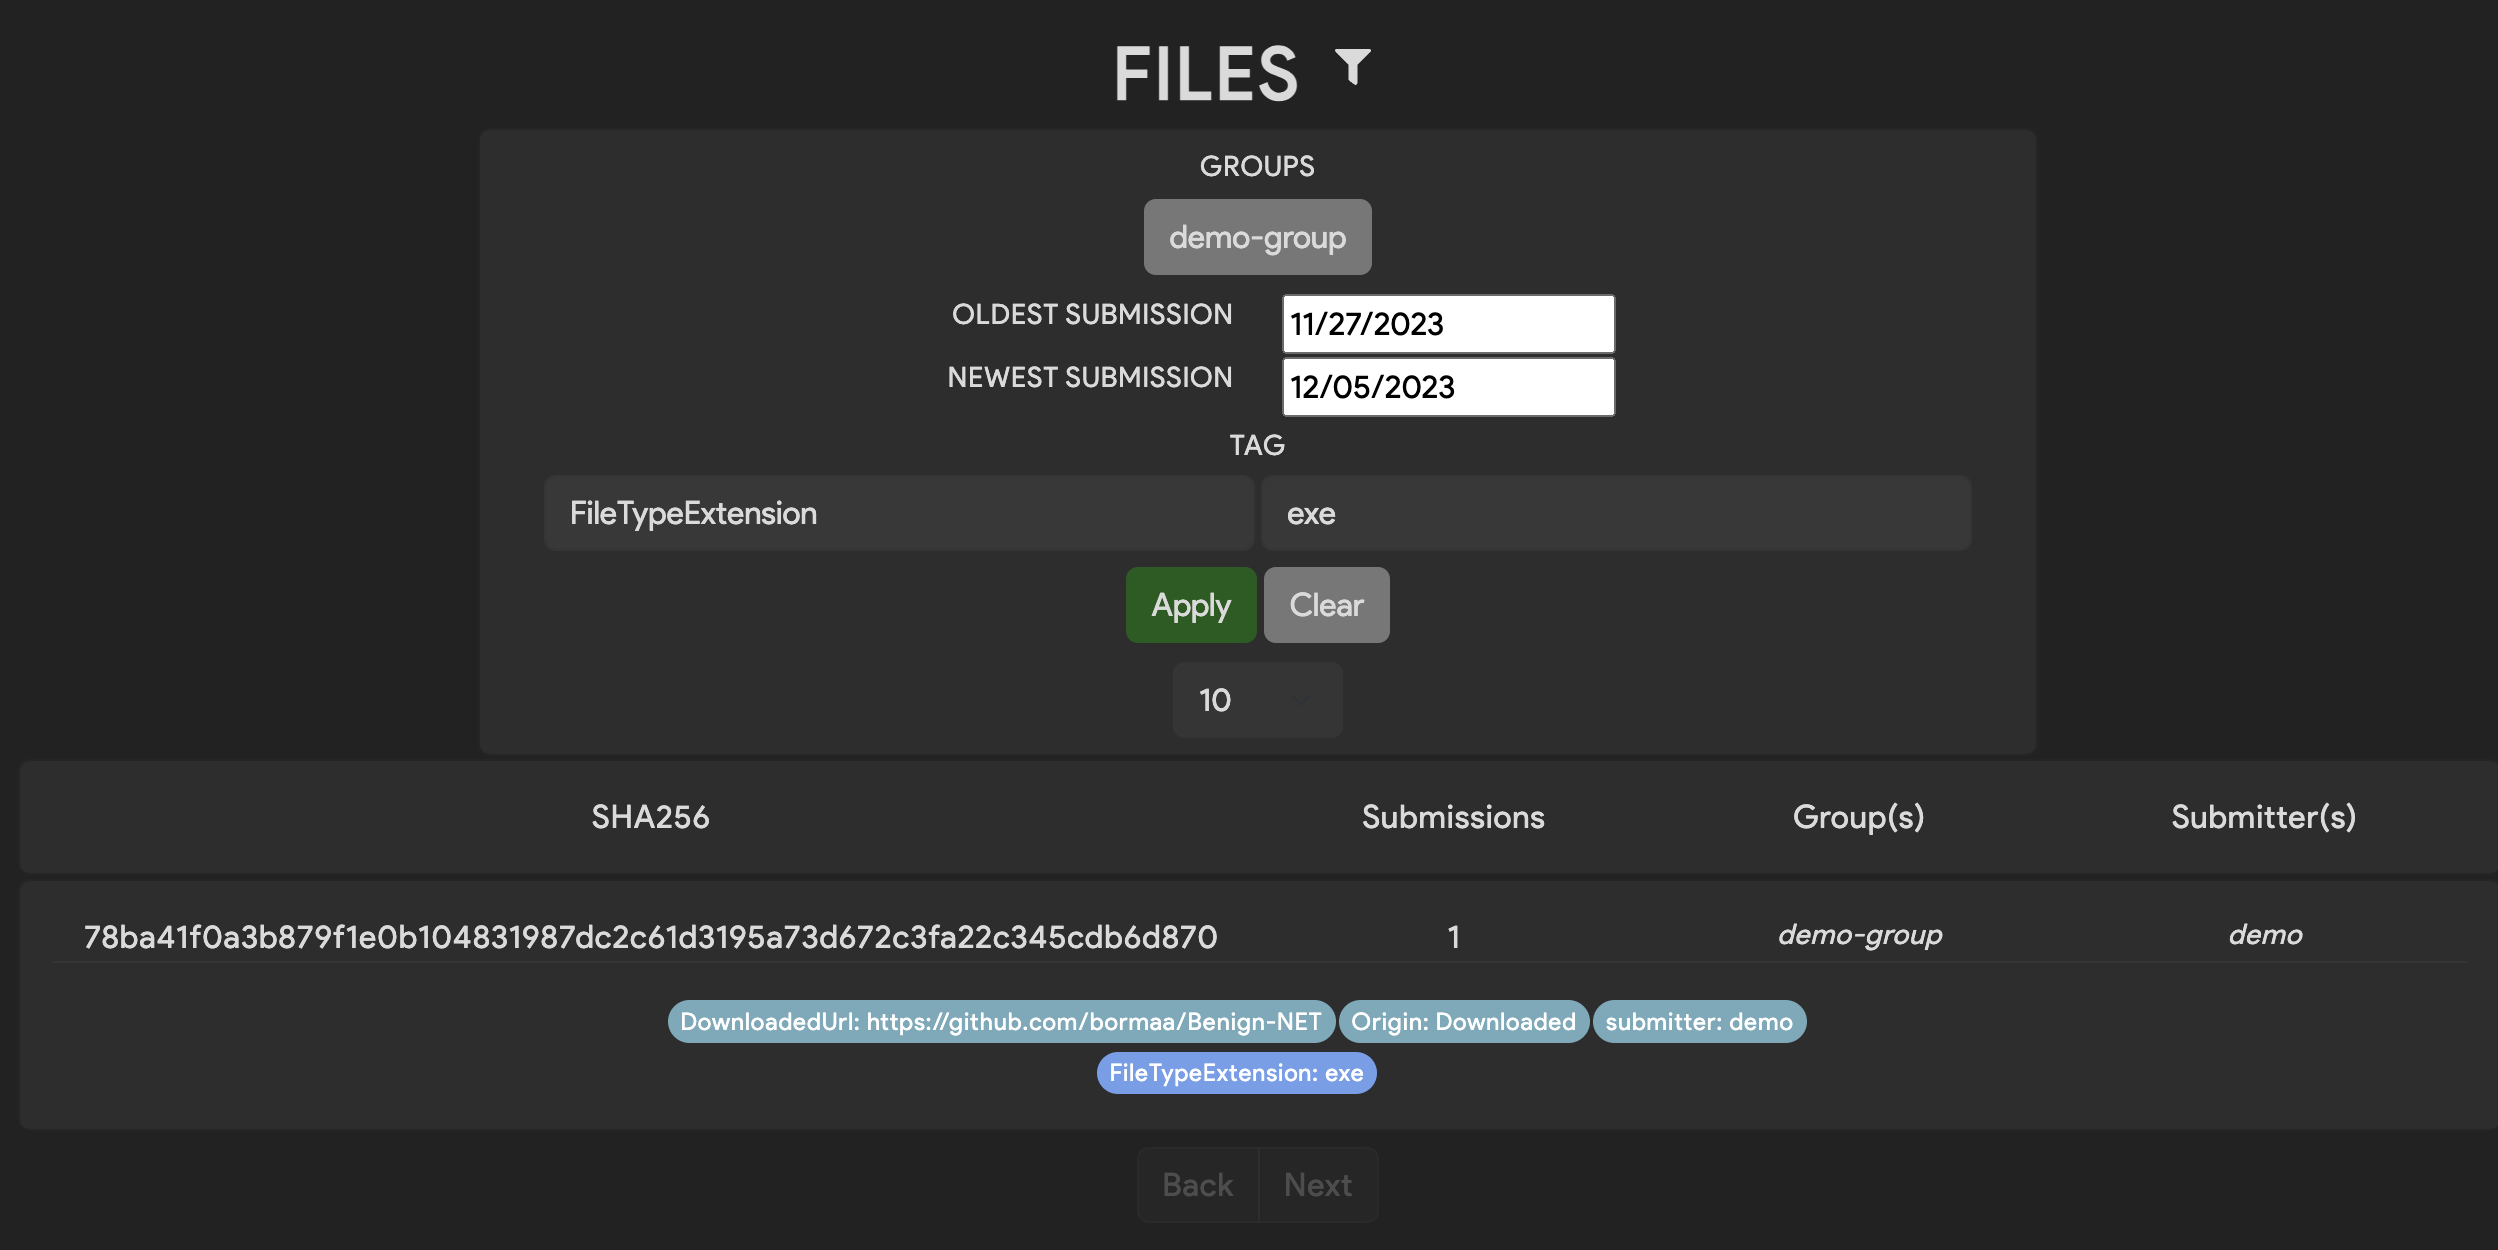 FILES
GROUPS
demo-group
OLDEST SUBMISSION 11/27/2023
NEWEST SUBMISSION 12/05/2023
TAG
FileTypeExtension exe
Apply Clear
10
SHA256 Submissions Group(s) Submitter(s)
78ba41f0a3b879f1e0b104831987dc2c61d3195a73d672c3fa22c345cdb6d870 1 demo-group demo
DownloadedUrl: https://github.com/bormaa/Benign-NET Origin: Downloaded submitter: demo
FileTypeExtension: exe
Back Next